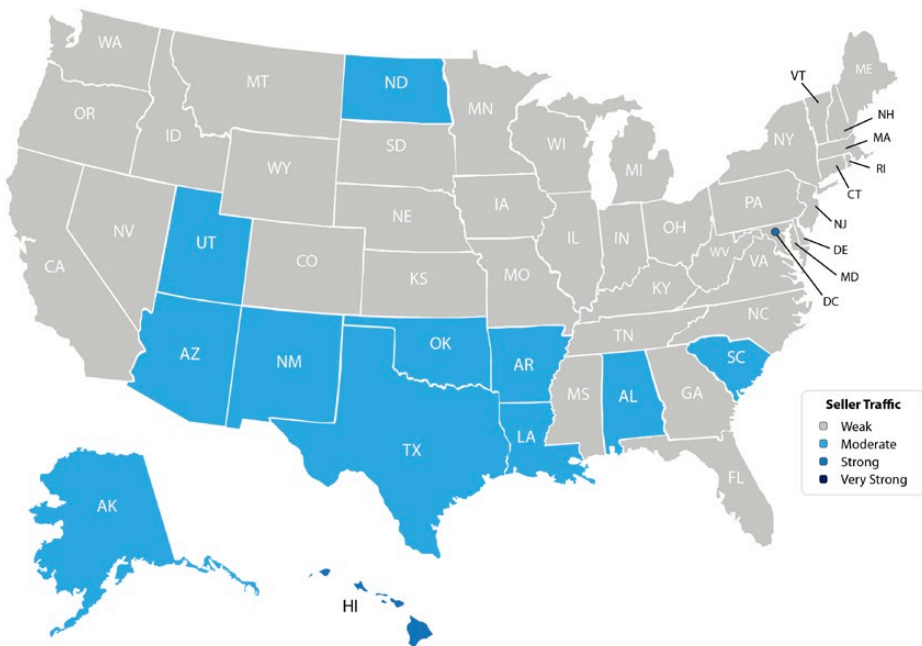 WA
MT
ND
MN
VT
ME
OR
ID
SD
WI
NY
NH
MA
WY
MI
RI
CT
NE
IA
PA
NV
UT
IL
IN
OH
NJ
CA
CO
KS
MO
WV
VA
DE
KY
MD
DC
NC
TN
AZ
NM
OK
AR
SC
MS
AL
GA
TX
LA
FL
AK
HI
Seller Traffic
Weak
Moderate
Strong
Very Strong